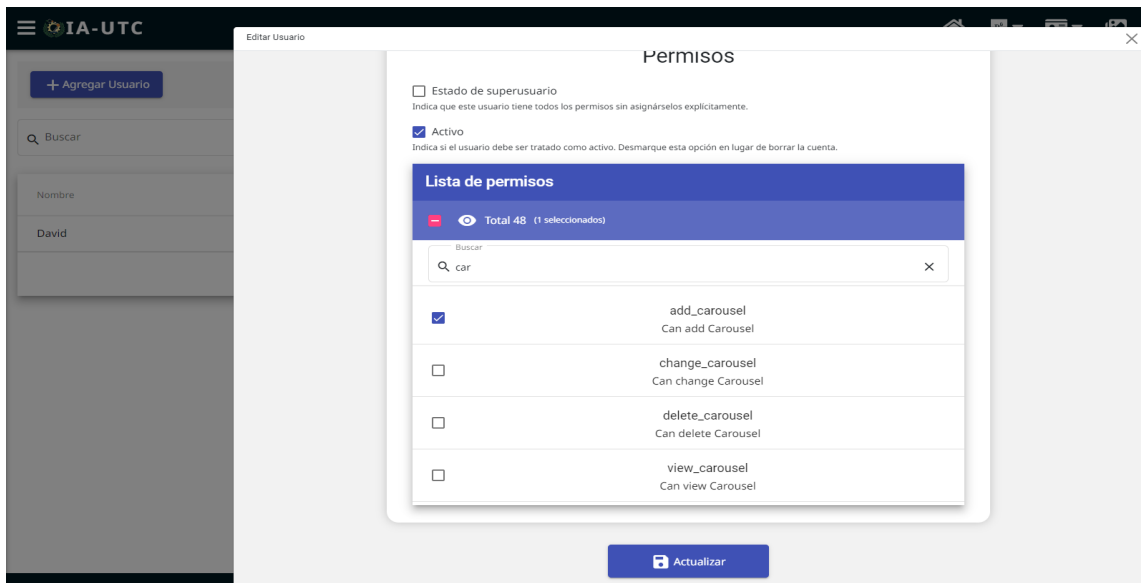 IA-UTC
Editar Usuario
Agregar Usuario
Buscar
Nombre
David
Permisos
Estado de superusuario
Indica que este usuario tiene todos los permisos sin asignárselos explícitamente.
Activo
Indica si el usuario debe ser tratado como activo. Desmarque esta opción en lugar de borrar la cuenta.
Lista de permisos
Total 48 (1 seleccionados)
Buscar
car
add_carousel
Can add Carousel
change_carousel
Can change Carousel
delete_carousel
Can delete Carousel
view_carousel
Can view Carousel
Actualizar